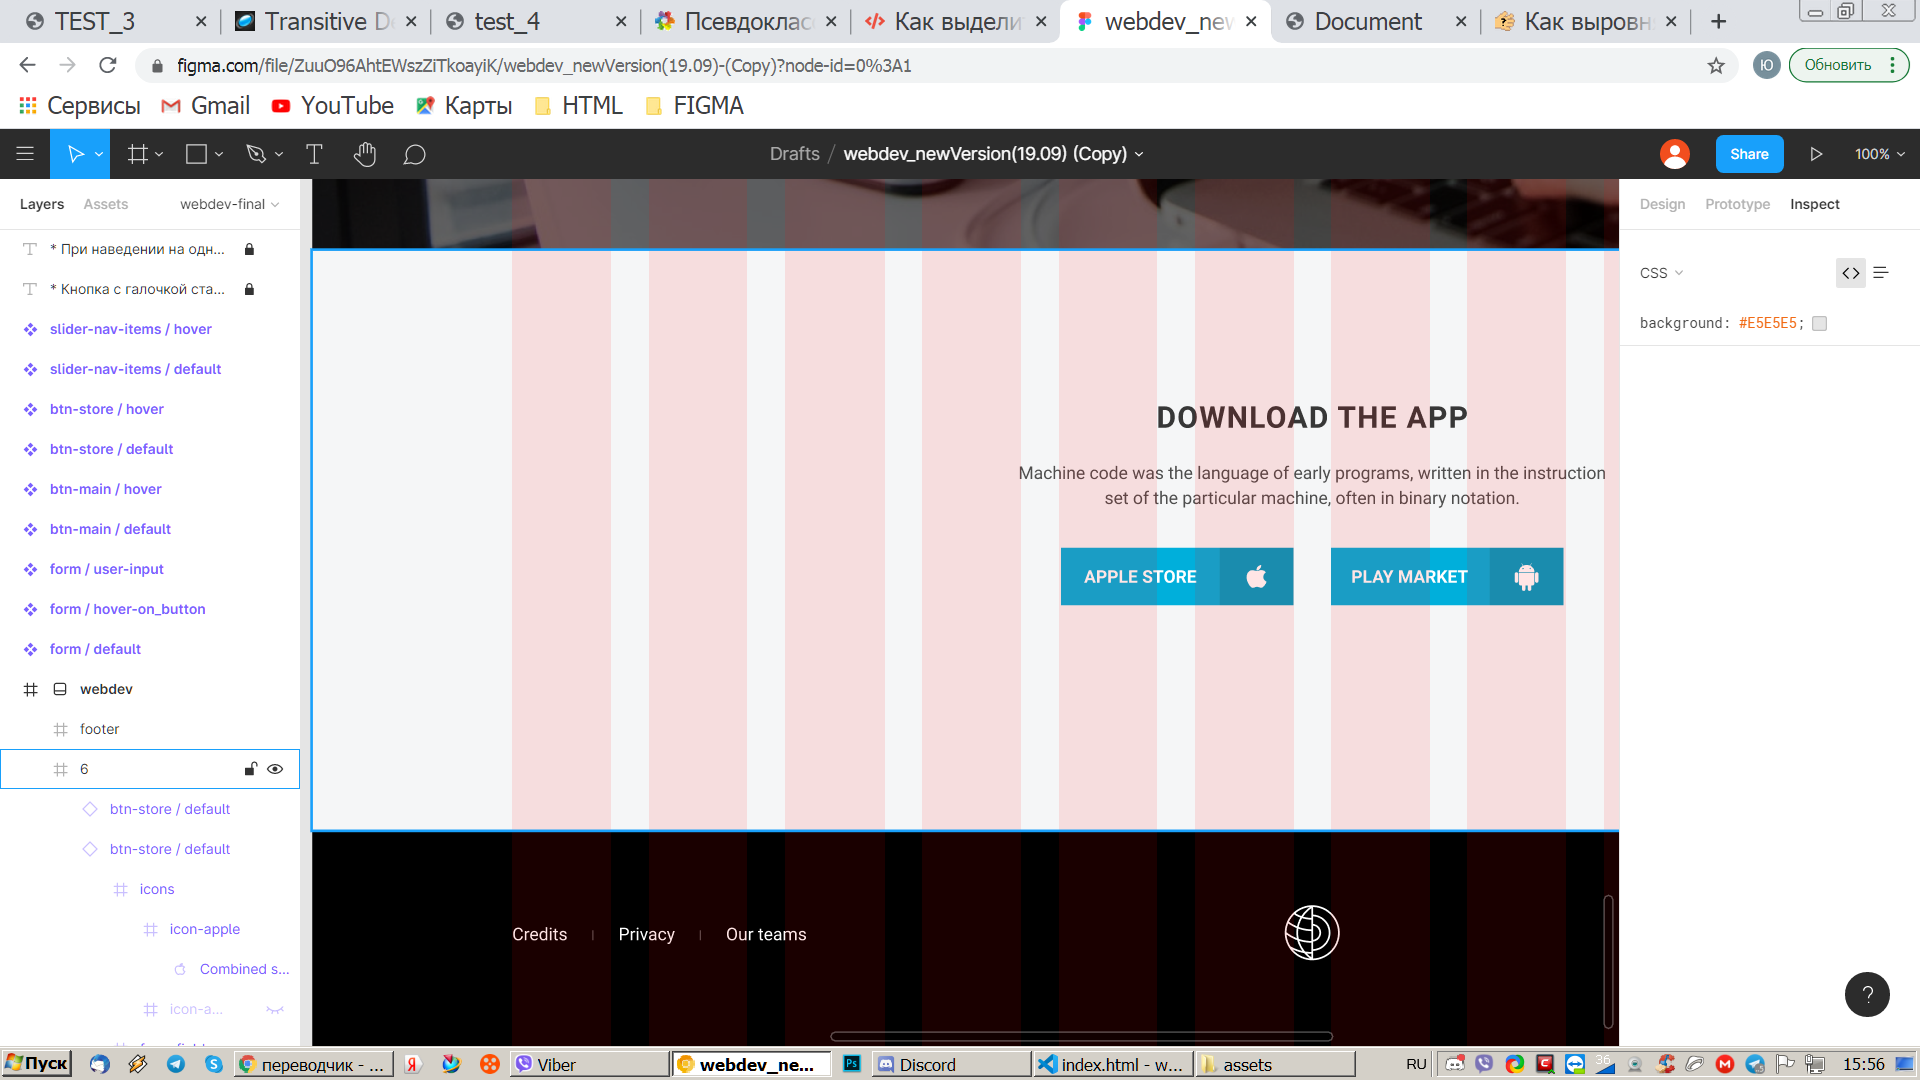 TEST_3
Transitive D
test_4
Псевдоклас
Как выдели
webdev_new
Document
Как выровн
figma.com/file/ZuuO96AhtEWszZiTkoayiK/webdev_newVersion(19.09)-(Copy)?node-id=0%3A1
Ю
Обновить
Сервисы
Gmail
YouTube
Карты
HTML
FIGMA
Drafts / webdev_newVersion(19.09) (Copy)
Share
100%
Layers
Assets
webdev-final
Design
Prototype
Inspect
* При наведении на одн...
* Кнопка с галочкой ста...
slider-nav-items / hover
slider-nav-items / default
btn-store / hover
btn-store / default
btn-main / hover
btn-main / default
form / user-input
form / hover-on_button
form / default
webdev
footer
6
btn-store / default
btn-store / default
icons
icon-apple
Combined s...
icon-a...
CSS
background: #E5E5E5;
DOWNLOAD THE APP
Machine code was the language of early programs, written in the instruction
set of the particular machine, often in binary notation.
APPLE STORE
PLAY MARKET
Credits
Privacy
Our teams
?
Пуск
переводчик - ...
Viber
webdev_ne...
Ps
Discord
index.html - w...
assets
RU
36
15:56